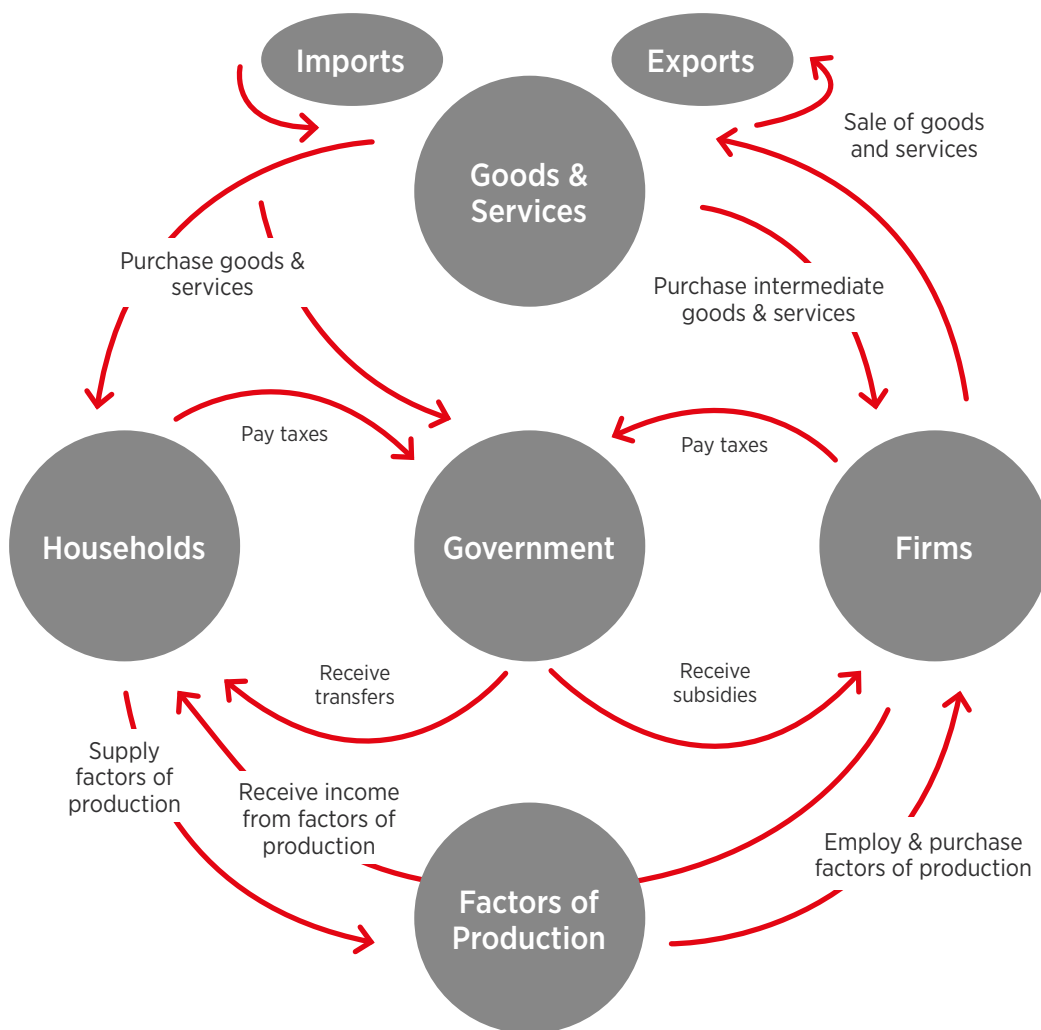 Imports
Exports
Sale of goods
and services
Goods &
Services
Purchase goods &
services
Purchase intermediate
goods & services
Pay taxes
Pay taxes
Households
Government
Firms
Receive
transfers
Receive
subsidies
Supply
factors of
production
Receive income
from factors of
production
Employ & purchase
factors of production
Factors of
Production